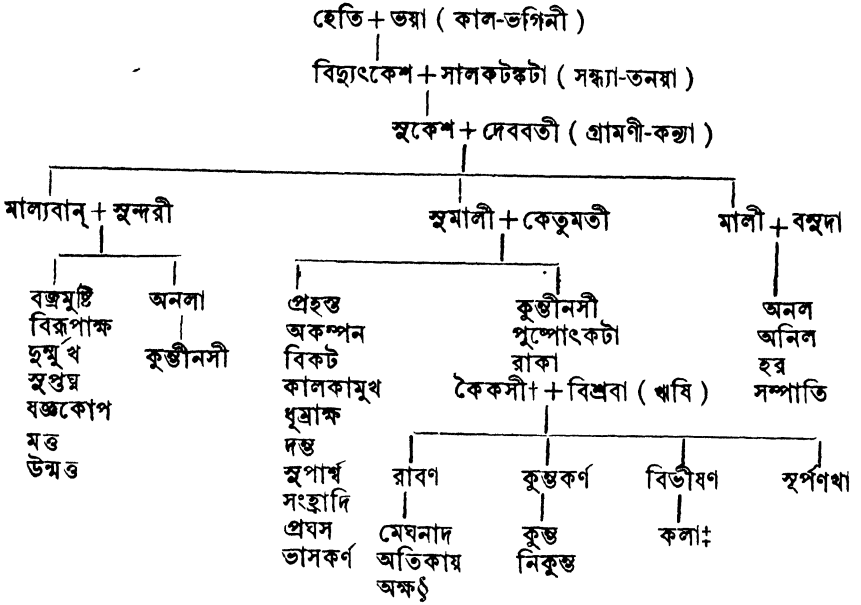 হেতি + ভয়া ( কাল-ভগিনী )
বিদ্যুৎকেশ + সালকটঙ্কটা ( সন্ধ্যা-তনয়া )
সুকেশ + দেববতী ( গ্রামণী-কন্যা )
মাল্যবান্ + সুন্দরী
সুমালী + কেতুমতী
মালী + বসুদা
বজ্রমুষ্টি
বিরূপাক্ষ
দুর্ম্মুখ
সুপ্তঘ্ন
যজ্ঞকোপ
মত্ত
উন্মত্ত
অনলা
কুম্ভীনসী
প্রহস্ত
অকম্পন
বিকট
কালকামুখ
ধূম্রাক্ষ
দম্ভ
সুপার্শ্ব
সংহ্রাদি
প্রঘস
ভাসকর্ণ
কুম্ভীনসী
পুষ্পোৎকটা
রাকা
কৈকসী† + বিশ্রবা ( ঋষি )
অনল
অনিল
হর
সম্পাতি
রাবণ
মেঘনাদ
অতিকায়
অক্ষ§
কুম্ভকর্ণ
কুম্ভ
নিকুম্ভ
বিভীষণ
কলা‡
সূর্পণখা